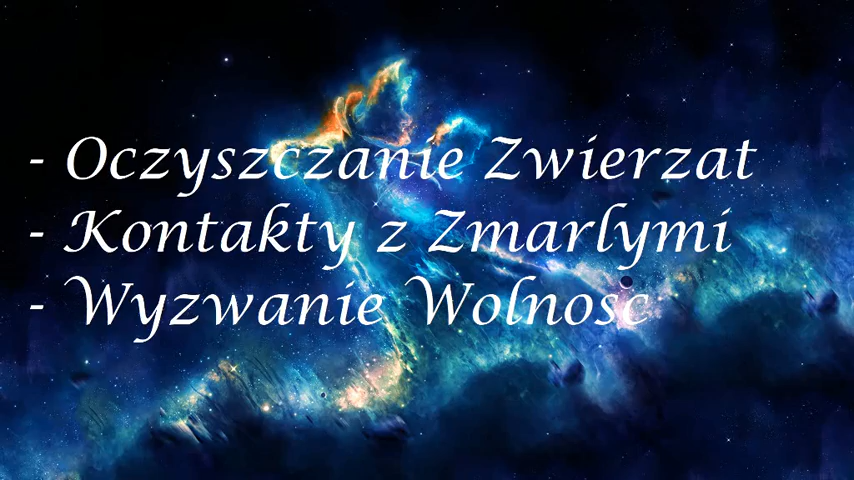 - Oczyszczanie Zwierzat
- Kontakty z Zmarlymi
- Wyzwanie Wolnosc